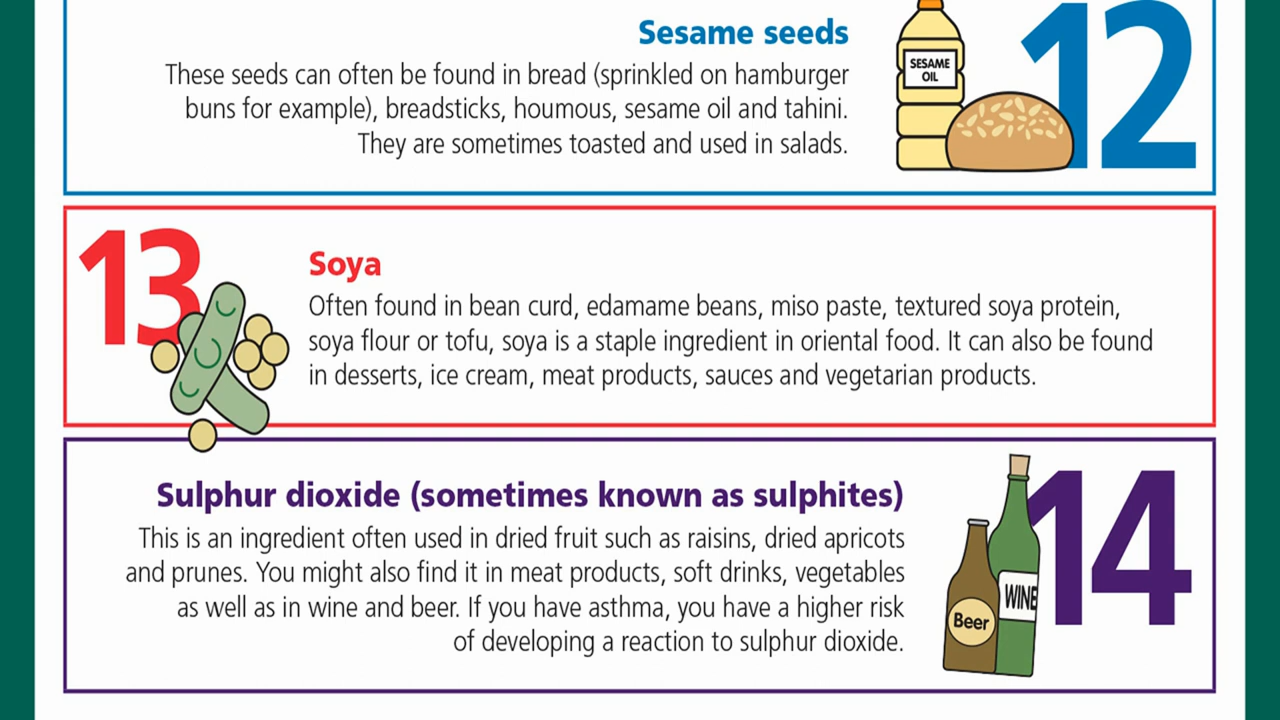 Sesame seeds
12
These seeds can often be found in bread (sprinkled on hamburger
buns for example), breadsticks, houmous, sesame oil and tahini.
They are sometimes toasted and used in salads.
SESAME
OIL
13
Soya
Often found in bean curd, edamame beans, miso paste, textured soya protein,
soya flour or tofu, soya is a staple ingredient in oriental food. It can also be found
in desserts, ice cream, meat products, sauces and vegetarian products.
Sulphur dioxide (sometimes known as sulphites)
14
This is an ingredient often used in dried fruit such as raisins, dried apricots
and prunes. You might also find it in meat products, soft drinks, vegetables
as well as in wine and beer. If you have asthma, you have a higher risk
of developing a reaction to sulphur dioxide.
WINE
Beer